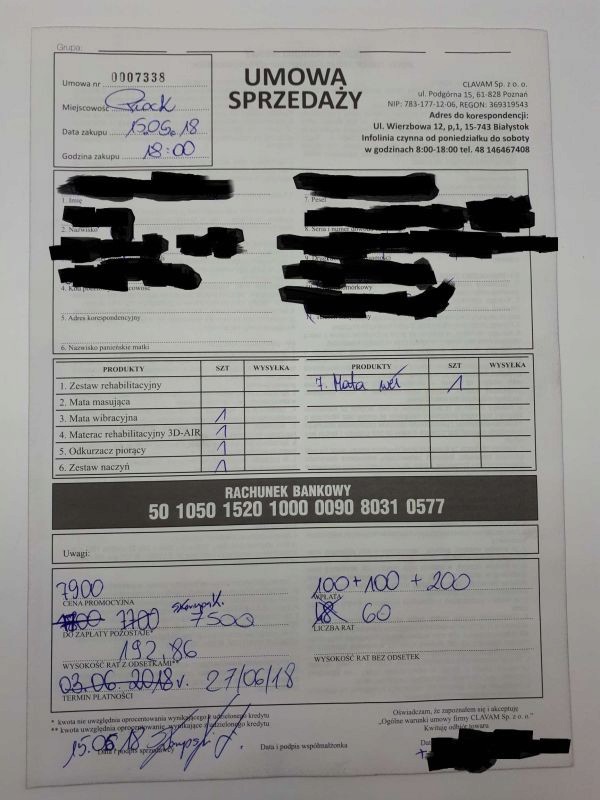 Grupa:
Umowa nr 0007338
Miejscowość Płock
Data zakupu 15.06.18
Godzina zakupu 18:00
UMOWA
SPRZEDAŻY
CLAVAM Sp. z o. o.
ul. Podgórna 15, 61-828 Poznań
NIP: 783-177-12-06, REGON: 369319543
Adres do korespondencji:
Ul. Wierzbowa 12, p,1, 15-743 Białystok
Infolinia czynna od poniedziałku do soboty
w godzinach 8:00-18:00 tel. 48 146467408
1. Imię
2. Nazwisko
5. Adres korespondencyjny
6. Nazwisko panieńskie matki
7. Pesel
8. Seria i numer
PRODUKTY SZT WYSYŁKA
1. Zestaw rehabilitacyjny
2. Mata masująca
3. Mata wibracyjna 1
4. Materac rehabilitacyjny 3D-AIR 1
5. Odkurzacz piorący 1
6. Zestaw naczyń 1
PRODUKTY SZT WYSYŁKA
7. Mata 1
RACHUNEK BANKOWY
50 1050 1520 1000 0090 8031 0577
Uwagi:
7900
CENA PROMOCYJNA
7700 7500
DO ZAPŁATY POZOSTAJE*
192,86
WYSOKOŚĆ RAT Z ODSETKAMI**
03.06.2018 r. 27/06/18
TERMIN PŁATNOŚCI
100+100+200
WPŁATA
48 60
LICZBA RAT
WYSOKOŚĆ RAT BEZ ODSETEK
* kwota nie uwzględnia oprocentowania wynikającego z udzielonego kredytu
** kwota uwzględnia oprocentowanie, wynikające z udzielonego kredytu
15.06.18
Data i podpis sprzedawcy
Data i podpis współmałżonka
Oświadczam, że zapoznałem się i akceptuję
„Ogólne warunki umowy firmy CLAVAM Sp. z o. o.”
Kwituję odbiór towaru